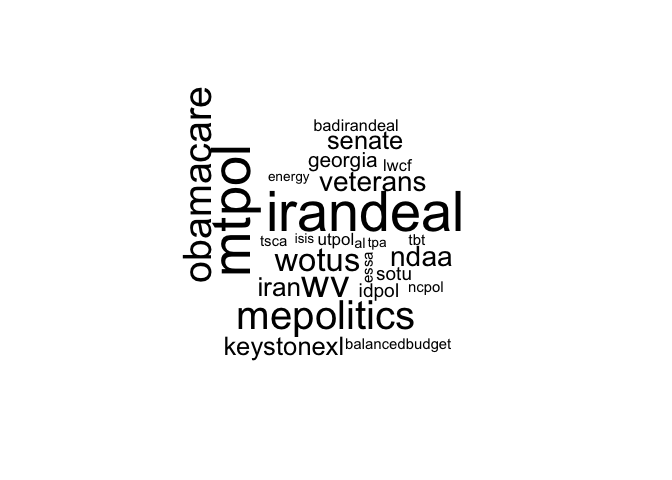 obamacare
mtpol
badirandeal
senate
georgia lwcf
energy veterans
irandeal
tsca isis utpol al tpa tbt
wotus essa ndaa
sotu
iran wv idpol ncpol
mepolitics
keystonexl balancedbudget